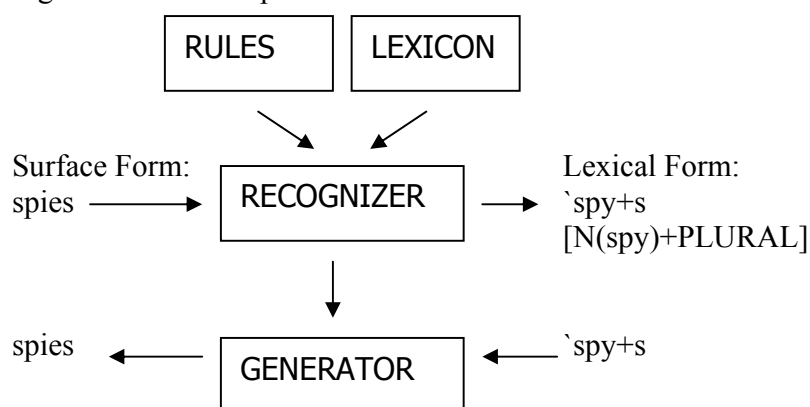 RULES LEXICON
Surface Form: Lexical Form:
spies RECOGNIZER `spy+s
[N(spy)+PLURAL]
spies GENERATOR `spy+s